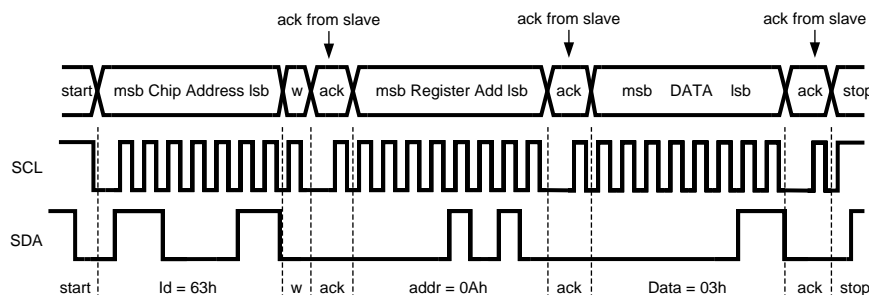 ack from slave ack from slave ack from slave
start msb Chip Address lsb w ack msb Register Add lsb ack msb DATA lsb ack stop
SCL
SDA
start Id = 63h w ack addr = 0Ah ack Data = 03h ack stop